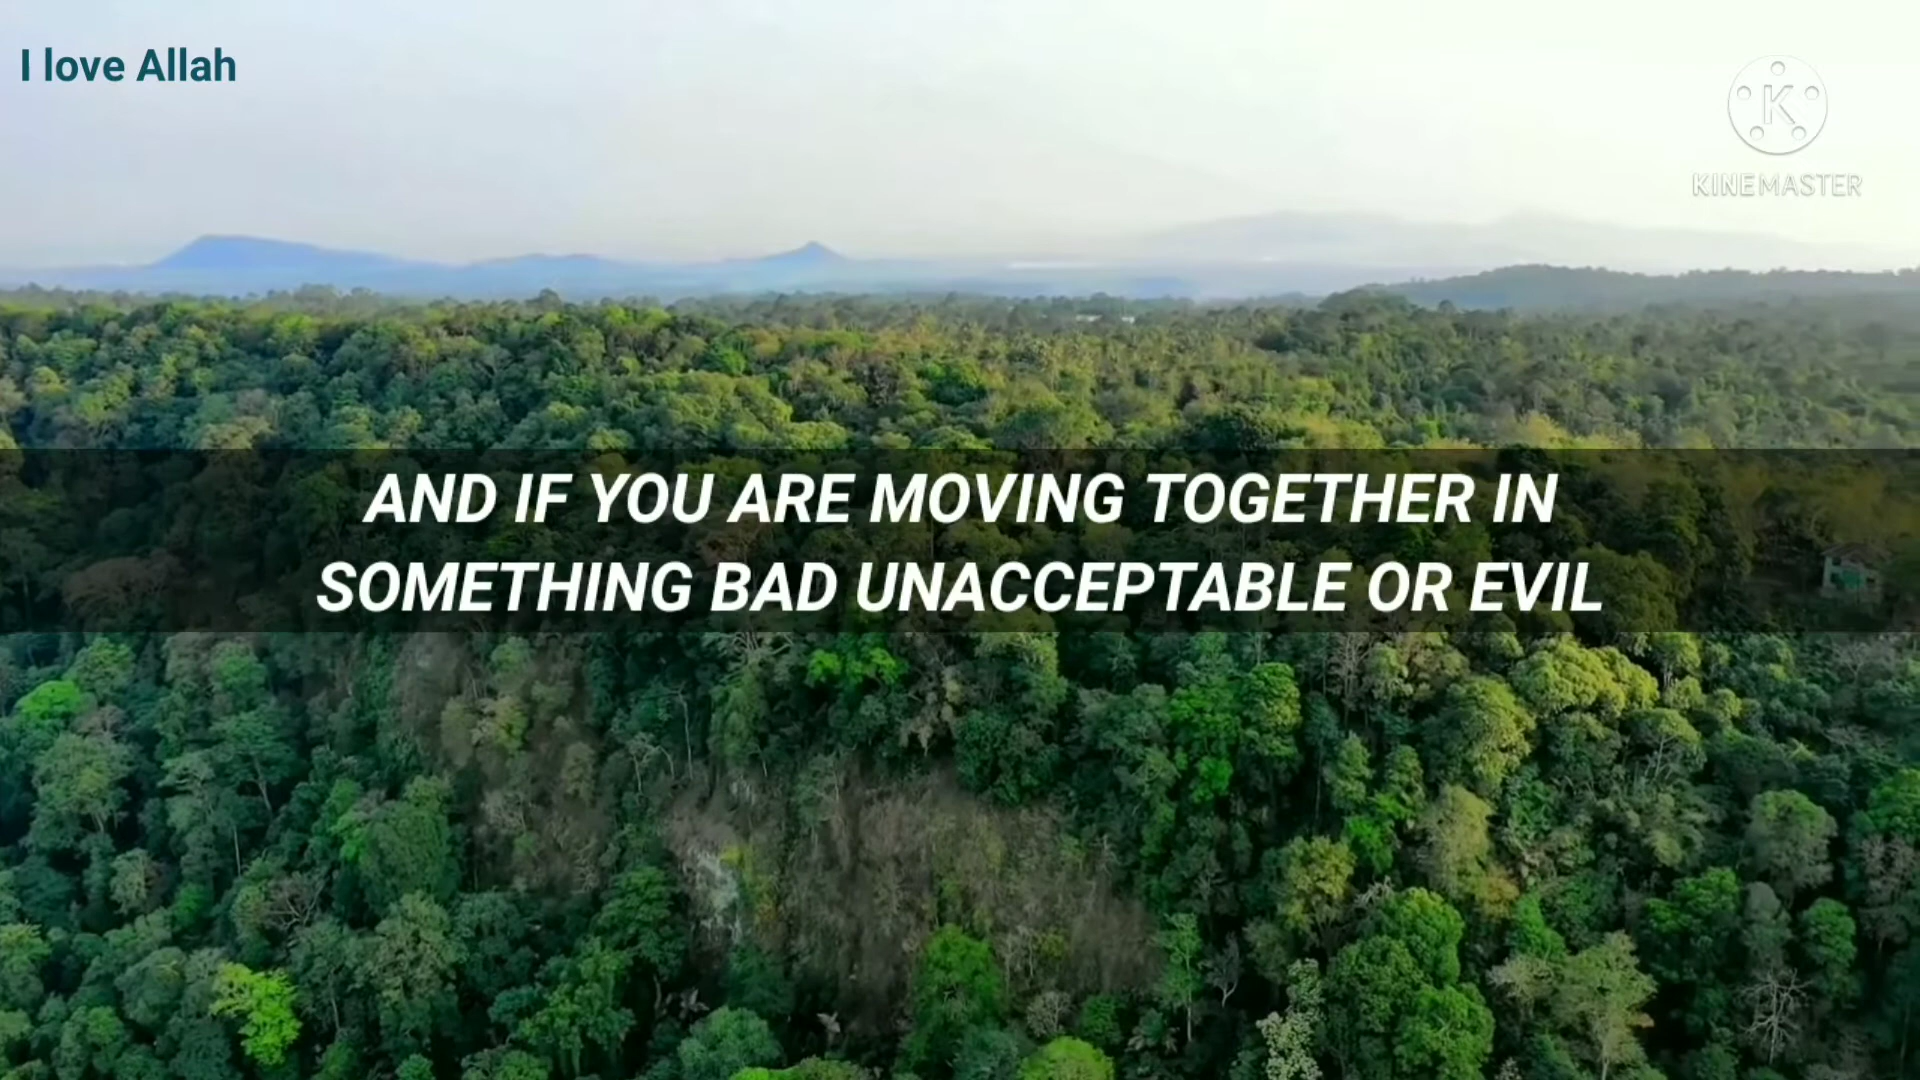 I love Allah
K
KINEMASTER
AND IF YOU ARE MOVING TOGETHER IN
SOMETHING BAD UNACCEPTABLE OR EVIL